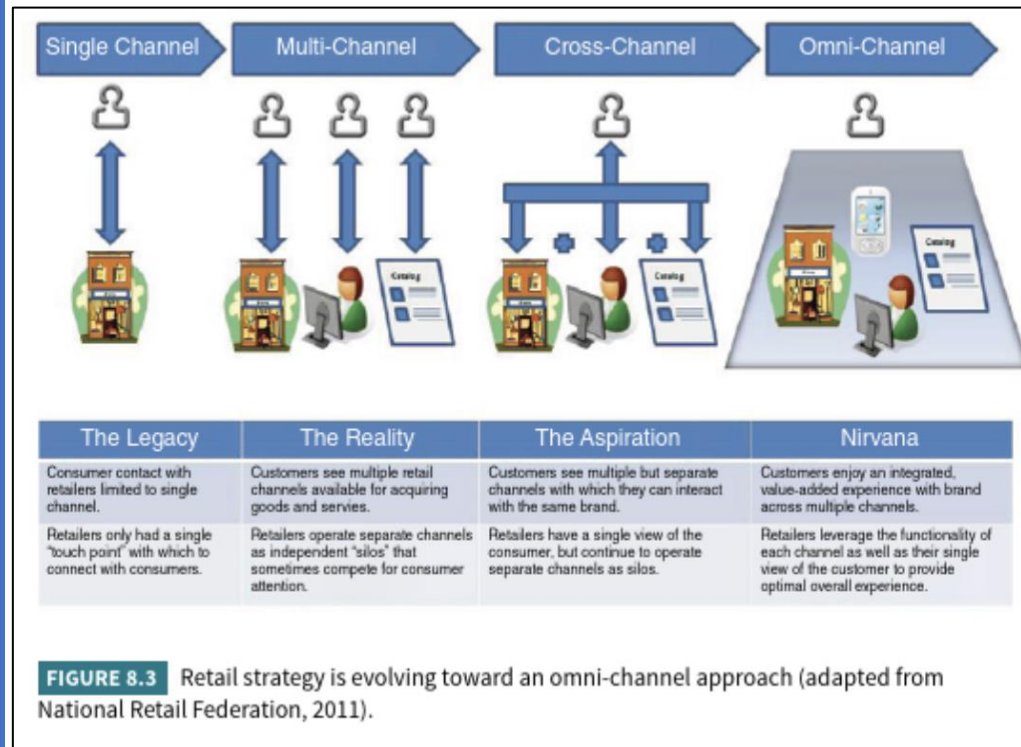 Single Channel
Multi-Channel
Cross-Channel
Omni-Channel
Catalog
Catalog
Catalog
The Legacy
The Reality
The Aspiration
Nirvana
Consumer contact with
retailers limited to single
channel.
Customers see multiple retail
channels available for acquiring
goods and servies.
Customers see multiple but separate
channels with which they can interact
with the same brand.
Customers enjoy an integrated,
value-added experience with brand
across multiple channels.
Retailers only had a single
“touch point” with which to
connect with consumers.
Retailers operate separate channels
as independent “silos” that
sometimes compete for consumer
attention.
Retailers have a single view of the
consumer, but continue to operate
separate channels as silos.
Retailers leverage the functionality of
each channel as well as their single
view of the customer to provide
optimal overall experience.
FIGURE 8.3 Retail strategy is evolving toward an omni-channel approach (adapted from
National Retail Federation, 2011).